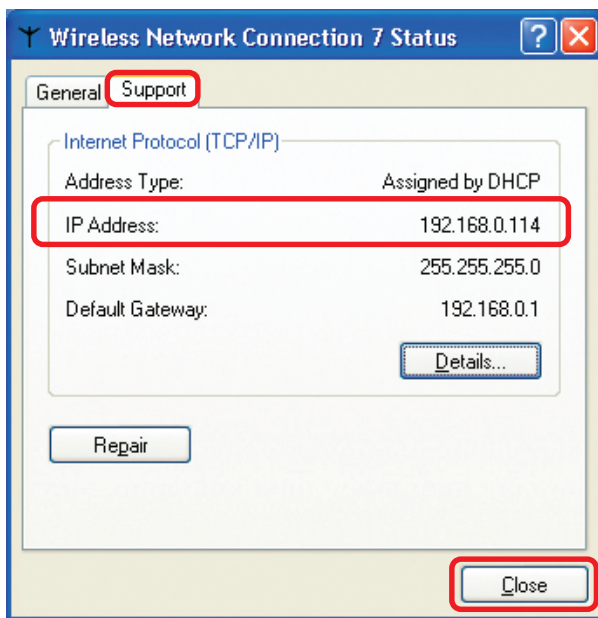 Wireless Network Connection 7 Status
General Support
Internet Protocol (TCP/IP)
Address Type: Assigned by DHCP
IP Address: 192.168.0.114
Subnet Mask: 255.255.255.0
Default Gateway: 192.168.0.1
Details...
Repair
Close